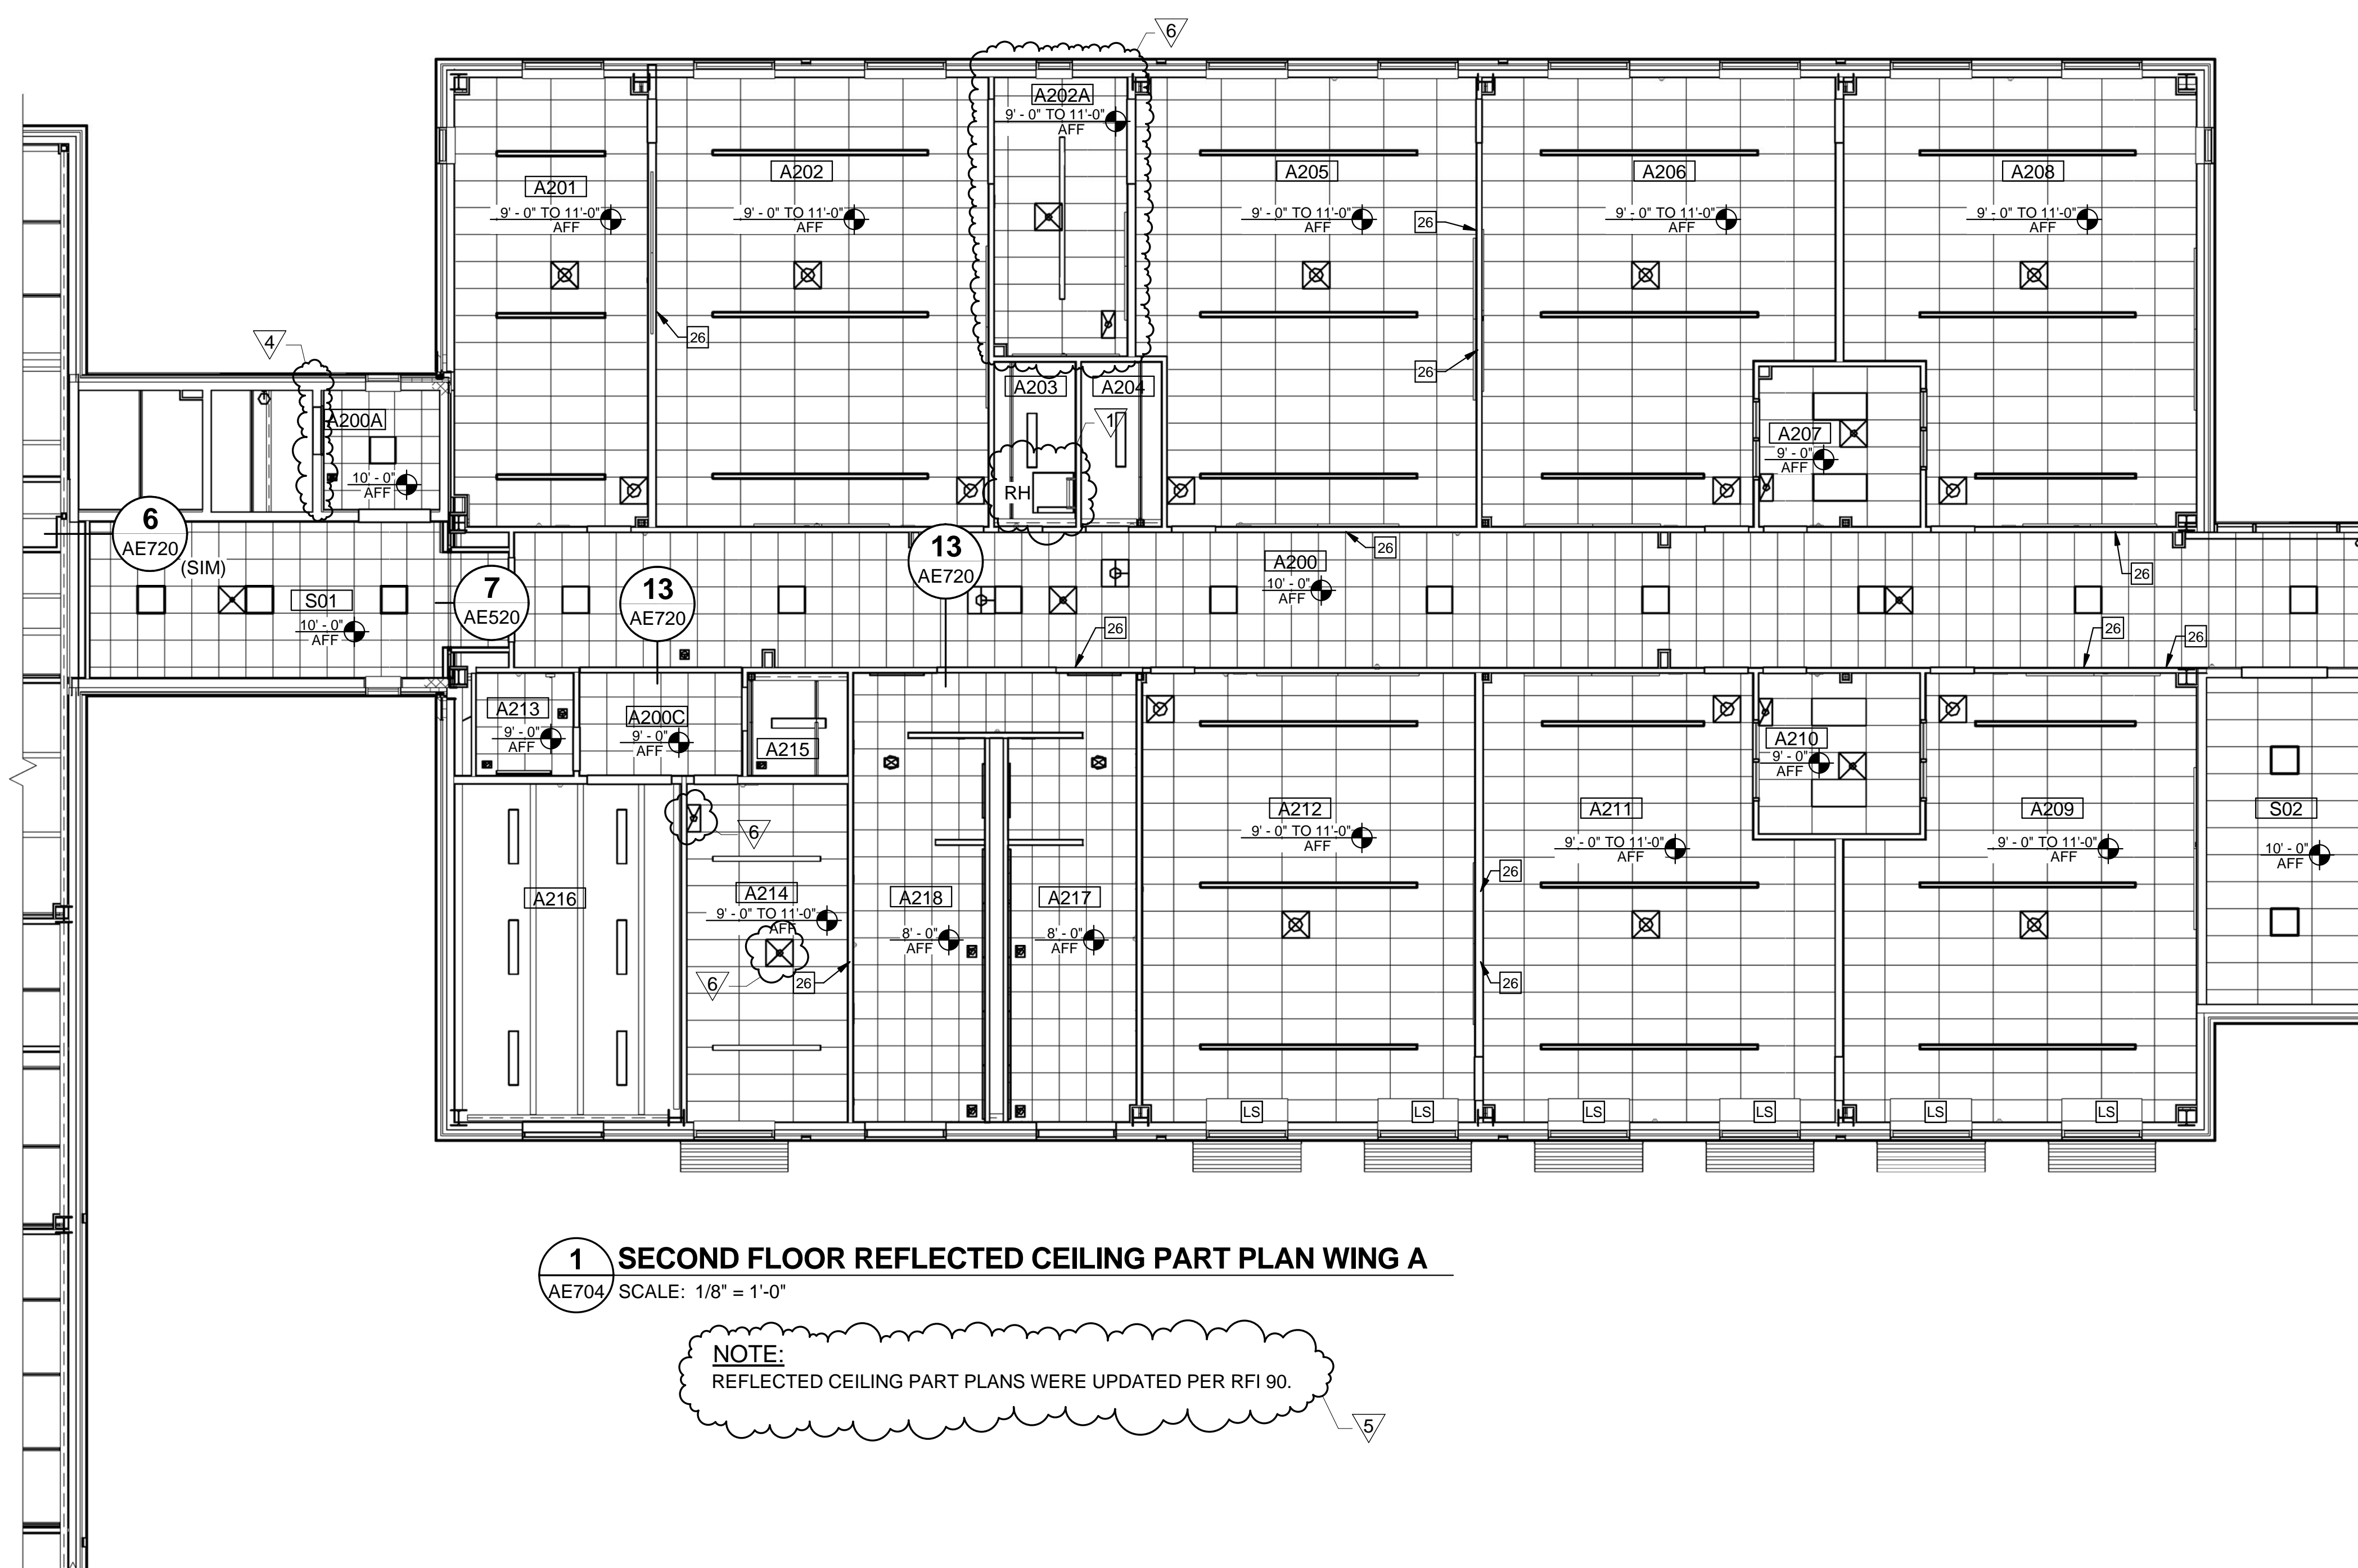 6
A202A
9' - 0" TO 11'-0"
AFF
A201
9' - 0" TO 11'-0"
AFF
A202
9' - 0" TO 11'-0"
AFF
A205
9' - 0" TO 11'-0"
AFF
A206
9' - 0" TO 11'-0"
AFF
A208
9' - 0" TO 11'-0"
AFF
26
26
26
4
A200A
10' - 0"
AFF
A203
A204
1
RH
A207
9' - 0"
AFF
6
AE720
(SIM)
S01
10' - 0"
AFF
7
AE520
13
AE720
13
AE720
A200
10' - 0"
AFF
26
26
26
26
26
A213
9' - 0"
AFF
A200C
9' - 0"
AFF
A215
A210
9' - 0"
AFF
A216
6
A214
9' - 0" TO 11'-0"
AFF
6
26
A218
8' - 0"
AFF
A217
8' - 0"
AFF
A212
9' - 0" TO 11'-0"
AFF
A211
9' - 0" TO 11'-0"
AFF
26
26
A209
9' - 0" TO 11'-0"
AFF
S02
10' - 0"
AFF
LS
LS
LS
LS
LS
LS
1
AE704
SECOND FLOOR REFLECTED CEILING PART PLAN WING A
SCALE: 1/8" = 1'-0"
NOTE:
REFLECTED CEILING PART PLANS WERE UPDATED PER RFI 90.
5